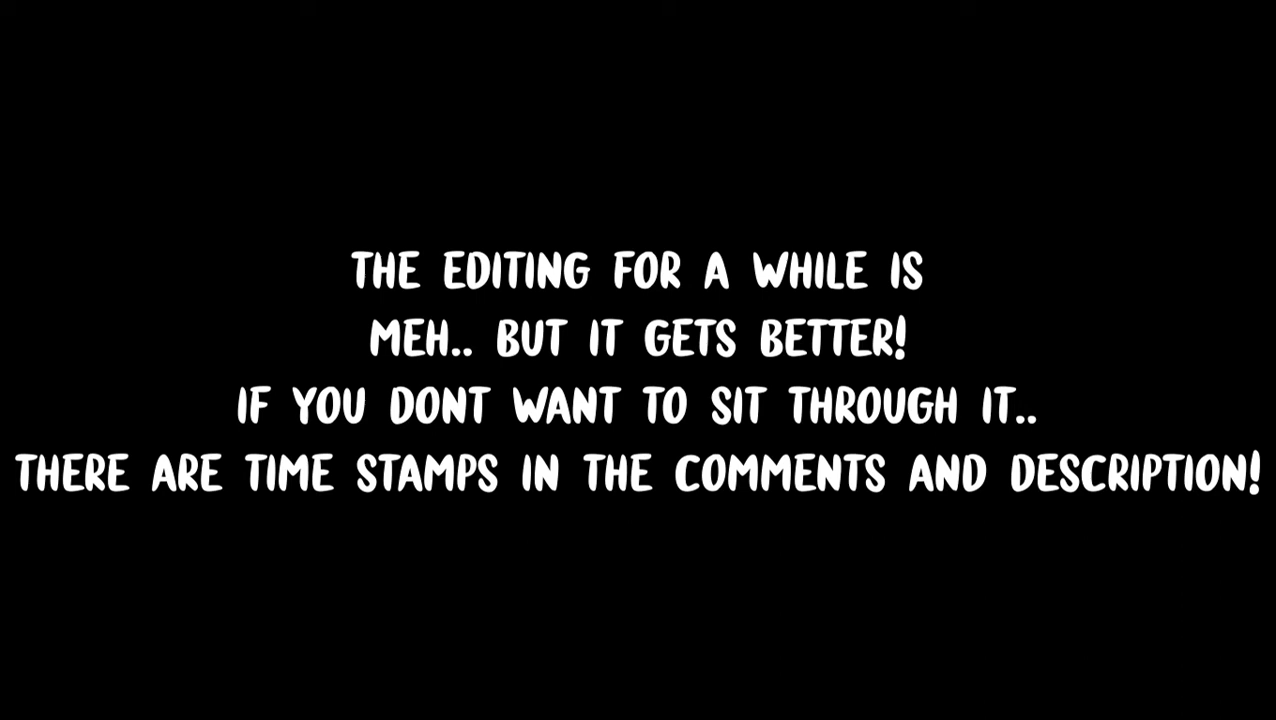 THE EDITING FOR A WHILE IS
MEH.. BUT IT GETS BETTER!
IF YOU DONT WANT TO SIT THROUGH IT..
THERE ARE TIME STAMPS IN THE COMMENTS AND DESCRIPTION!